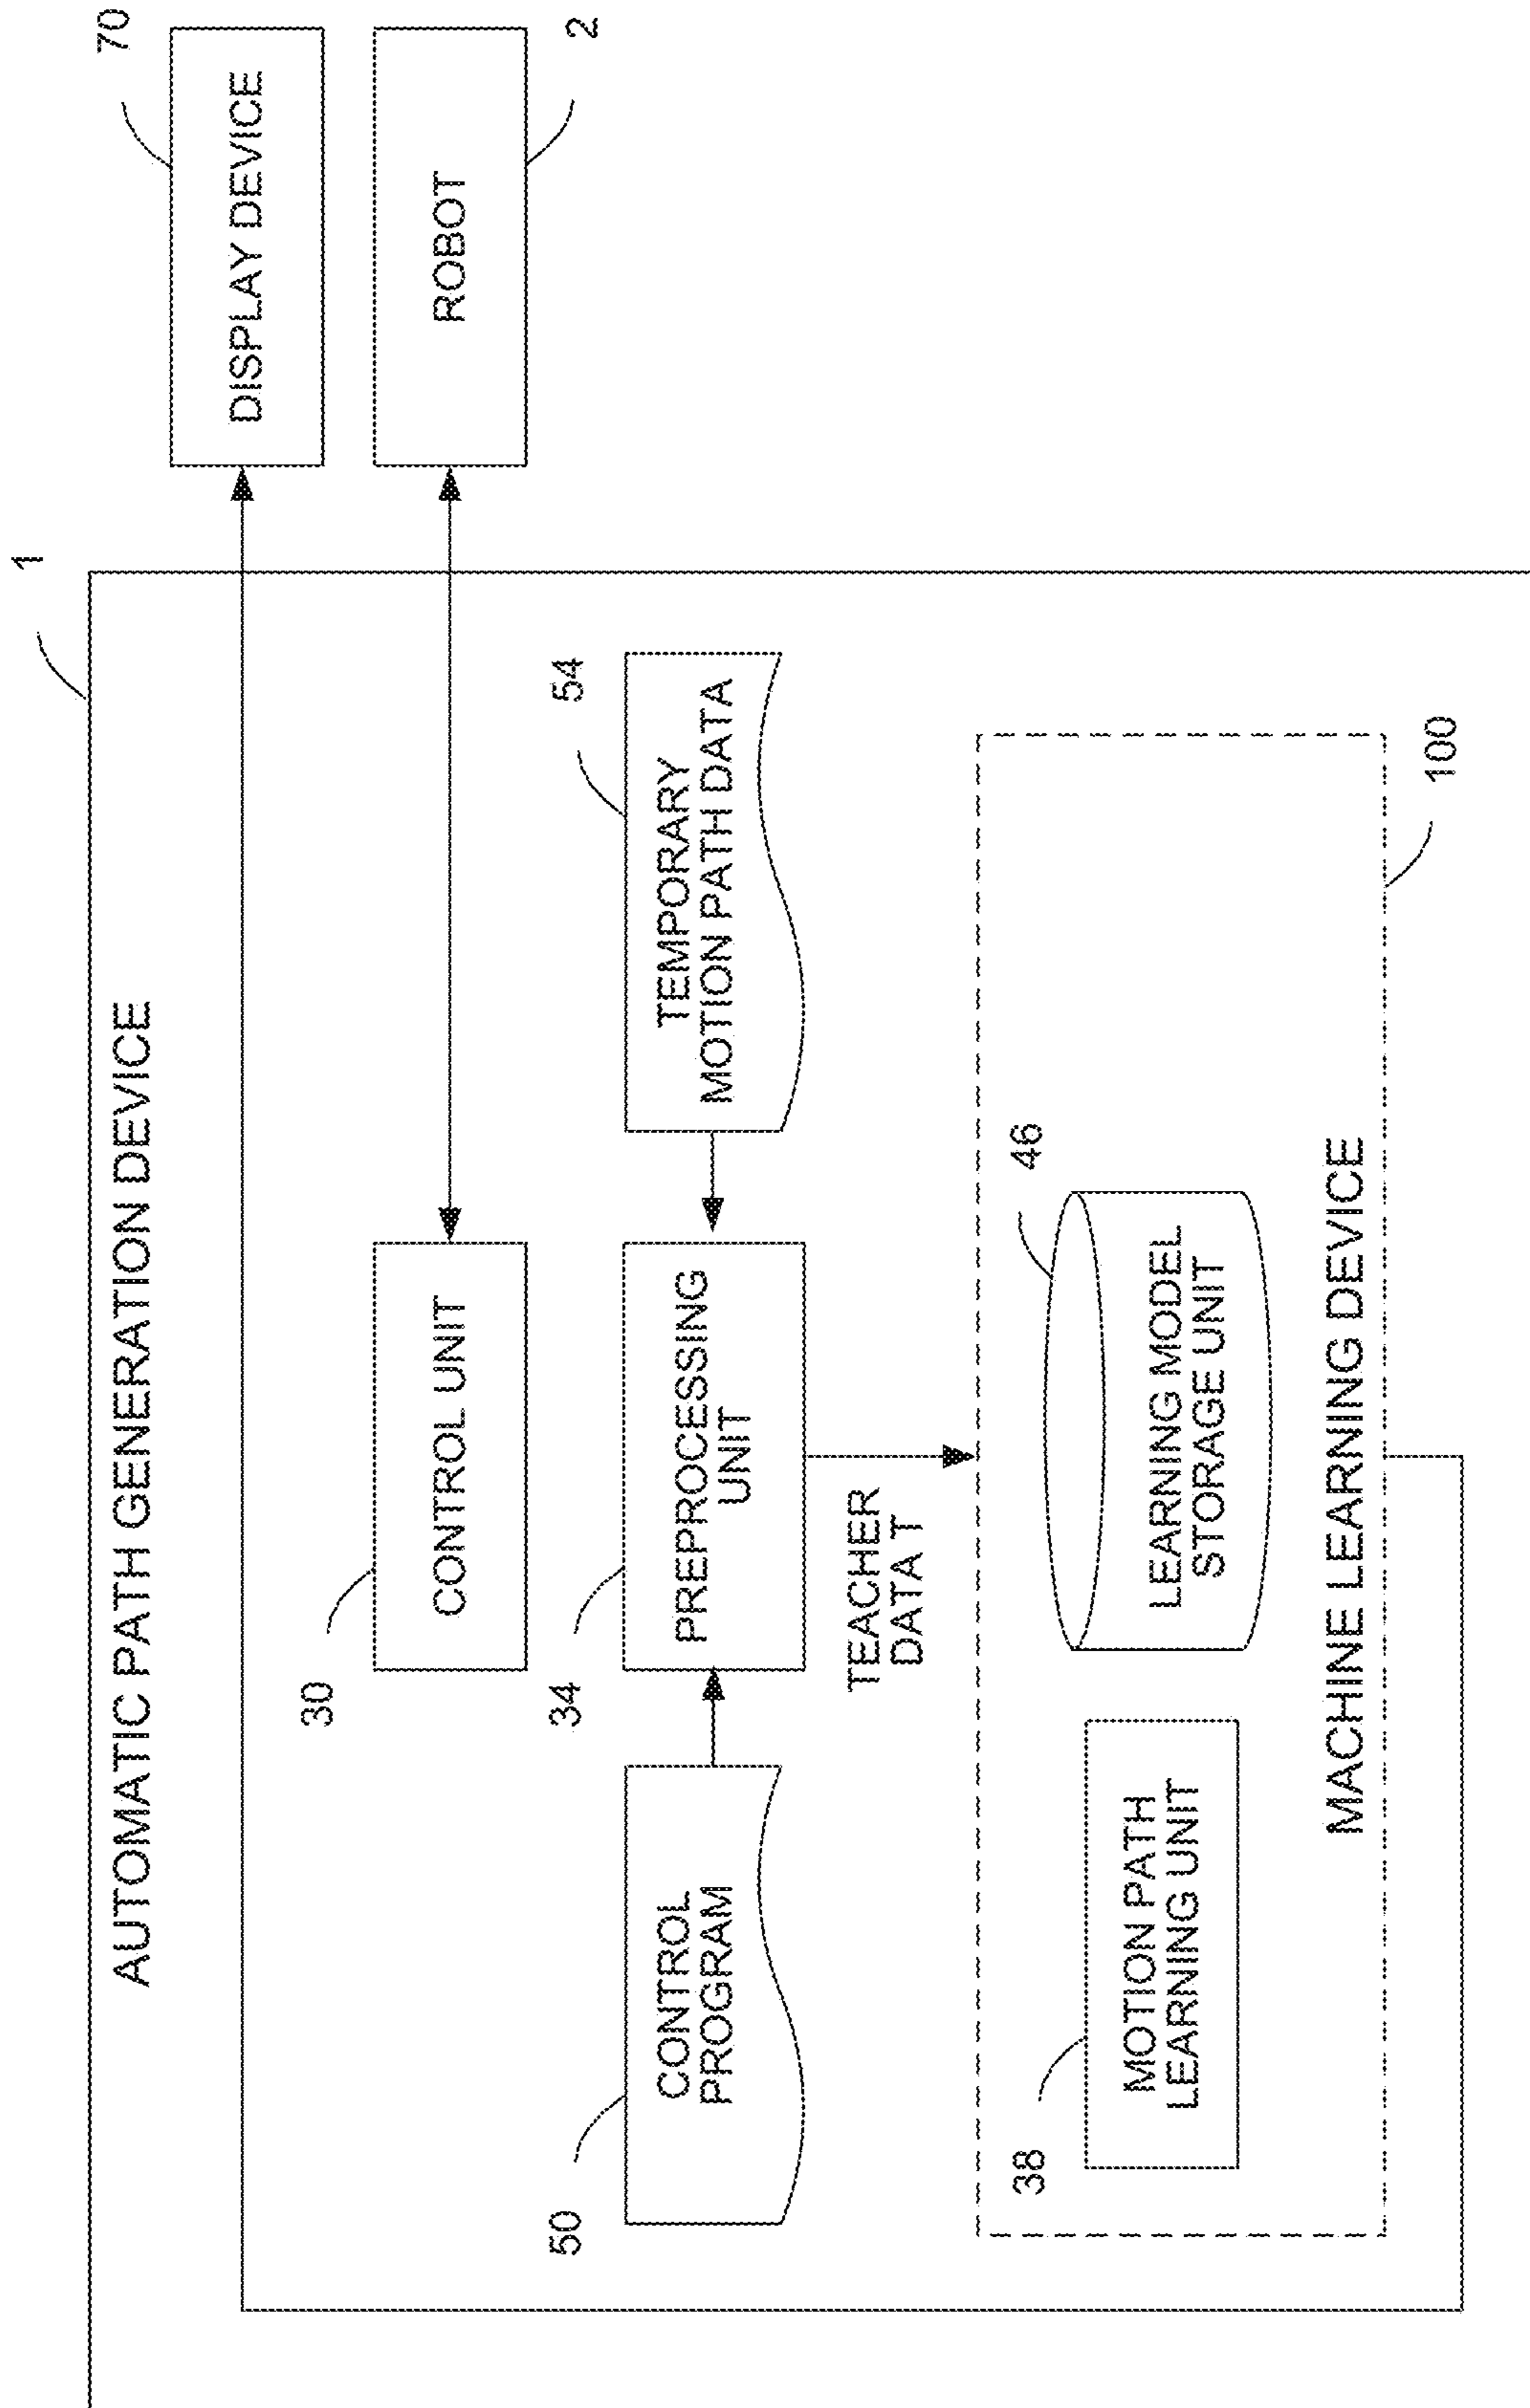 1
AUTOMATIC PATH GENERATION DEVICE
70
DISPLAY DEVICE
30
CONTROL UNIT
ROBOT
2
50
CONTROL
PROGRAM
34
PREPROCESSING
UNIT
54
TEMPORARY
MOTION PATH DATA
TEACHER
DATA T
38
MOTION PATH
LEARNING UNIT
46
LEARNING MODEL
STORAGE UNIT
MACHINE LEARNING DEVICE
100